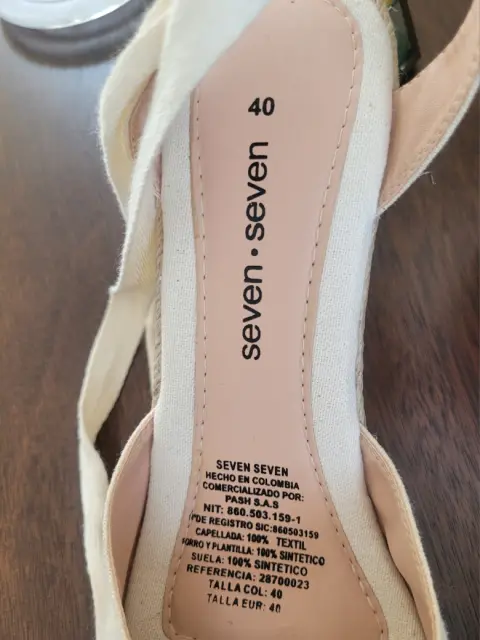 40
seven • seven
SEVEN SEVEN
HECHO EN COLOMBIA
COMERCIALIZADO POR:
PASH S.A.S
NIT: 860.503.159-1
DE REGISTRO SIC:860503159
CAPELLADA: 100% TEXTIL
FORRO Y PLANTILLA: 100% SINTETICO
SUELA: 100% SINTETICO
REFERENCIA: 28700023
TALLA COL: 40
TALLA EUR: 40